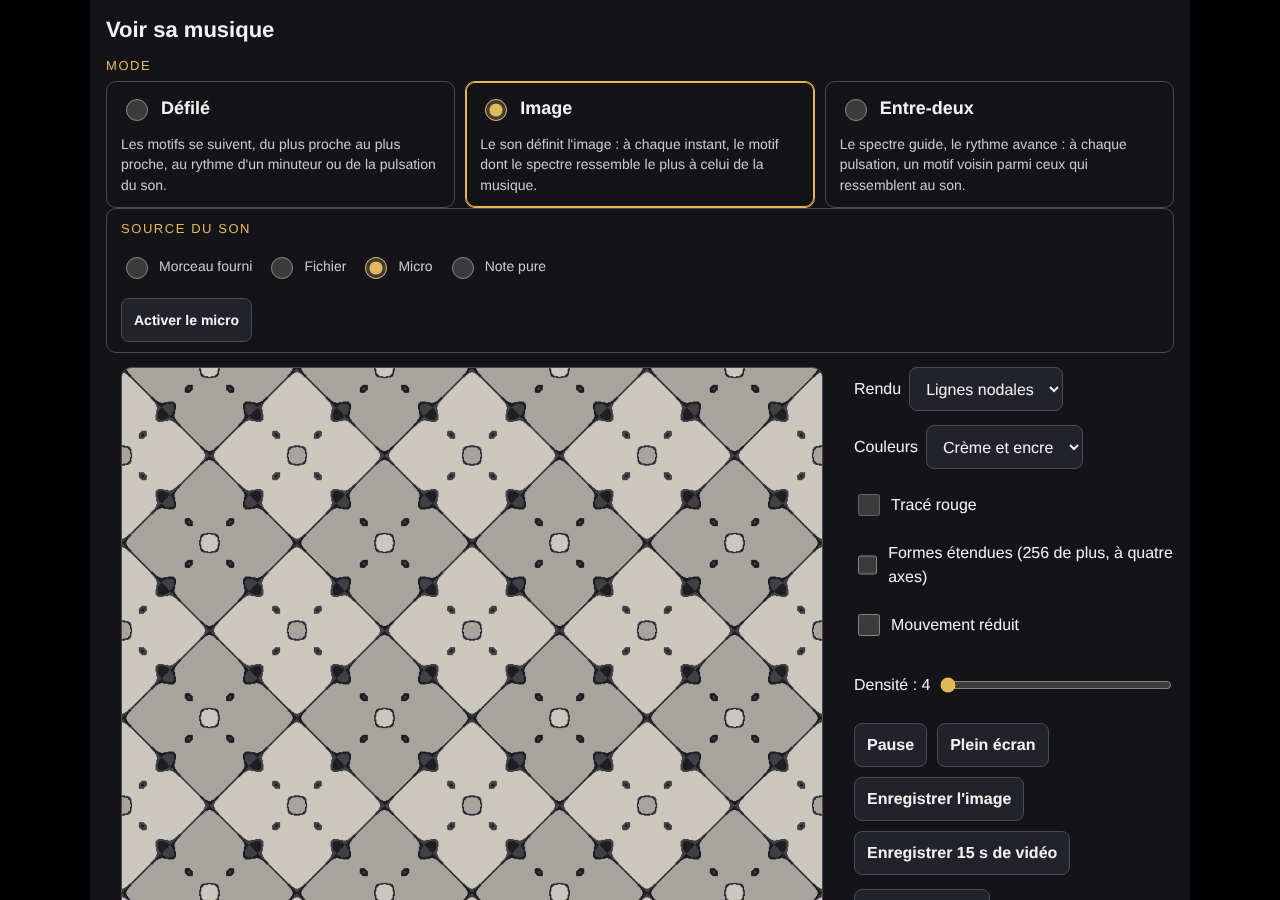 Voir sa musique
MODE
Défilé
Les motifs se suivent, du plus proche au plus
proche, au rythme d'un minuteur ou de la pulsation
du son.
Image
Le son définit l'image : à chaque instant, le motif
dont le spectre ressemble le plus à celui de la
musique.
Entre-deux
Le spectre guide, le rythme avance : à chaque
pulsation, un motif voisin parmi ceux qui
ressemblent au son.
SOURCE DU SON
Morceau fourni
Fichier
Micro
Note pure
Activer le micro
Rendu
Lignes nodales
Couleurs
Crème et encre
Tracé rouge
Formes étendues (256 de plus, à quatre
axes)
Mouvement réduit
Densité : 4
Pause
Plein écran
Enregistrer l'image
Enregistrer 15 s de vidéo